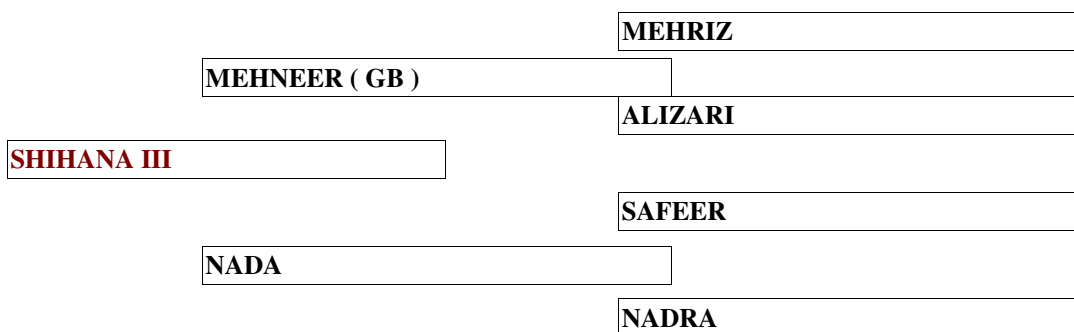 MEHRIZ
MEHNEER ( GB )
ALIZARI
SHIHANA III
SAFEER
NADA
NADRA